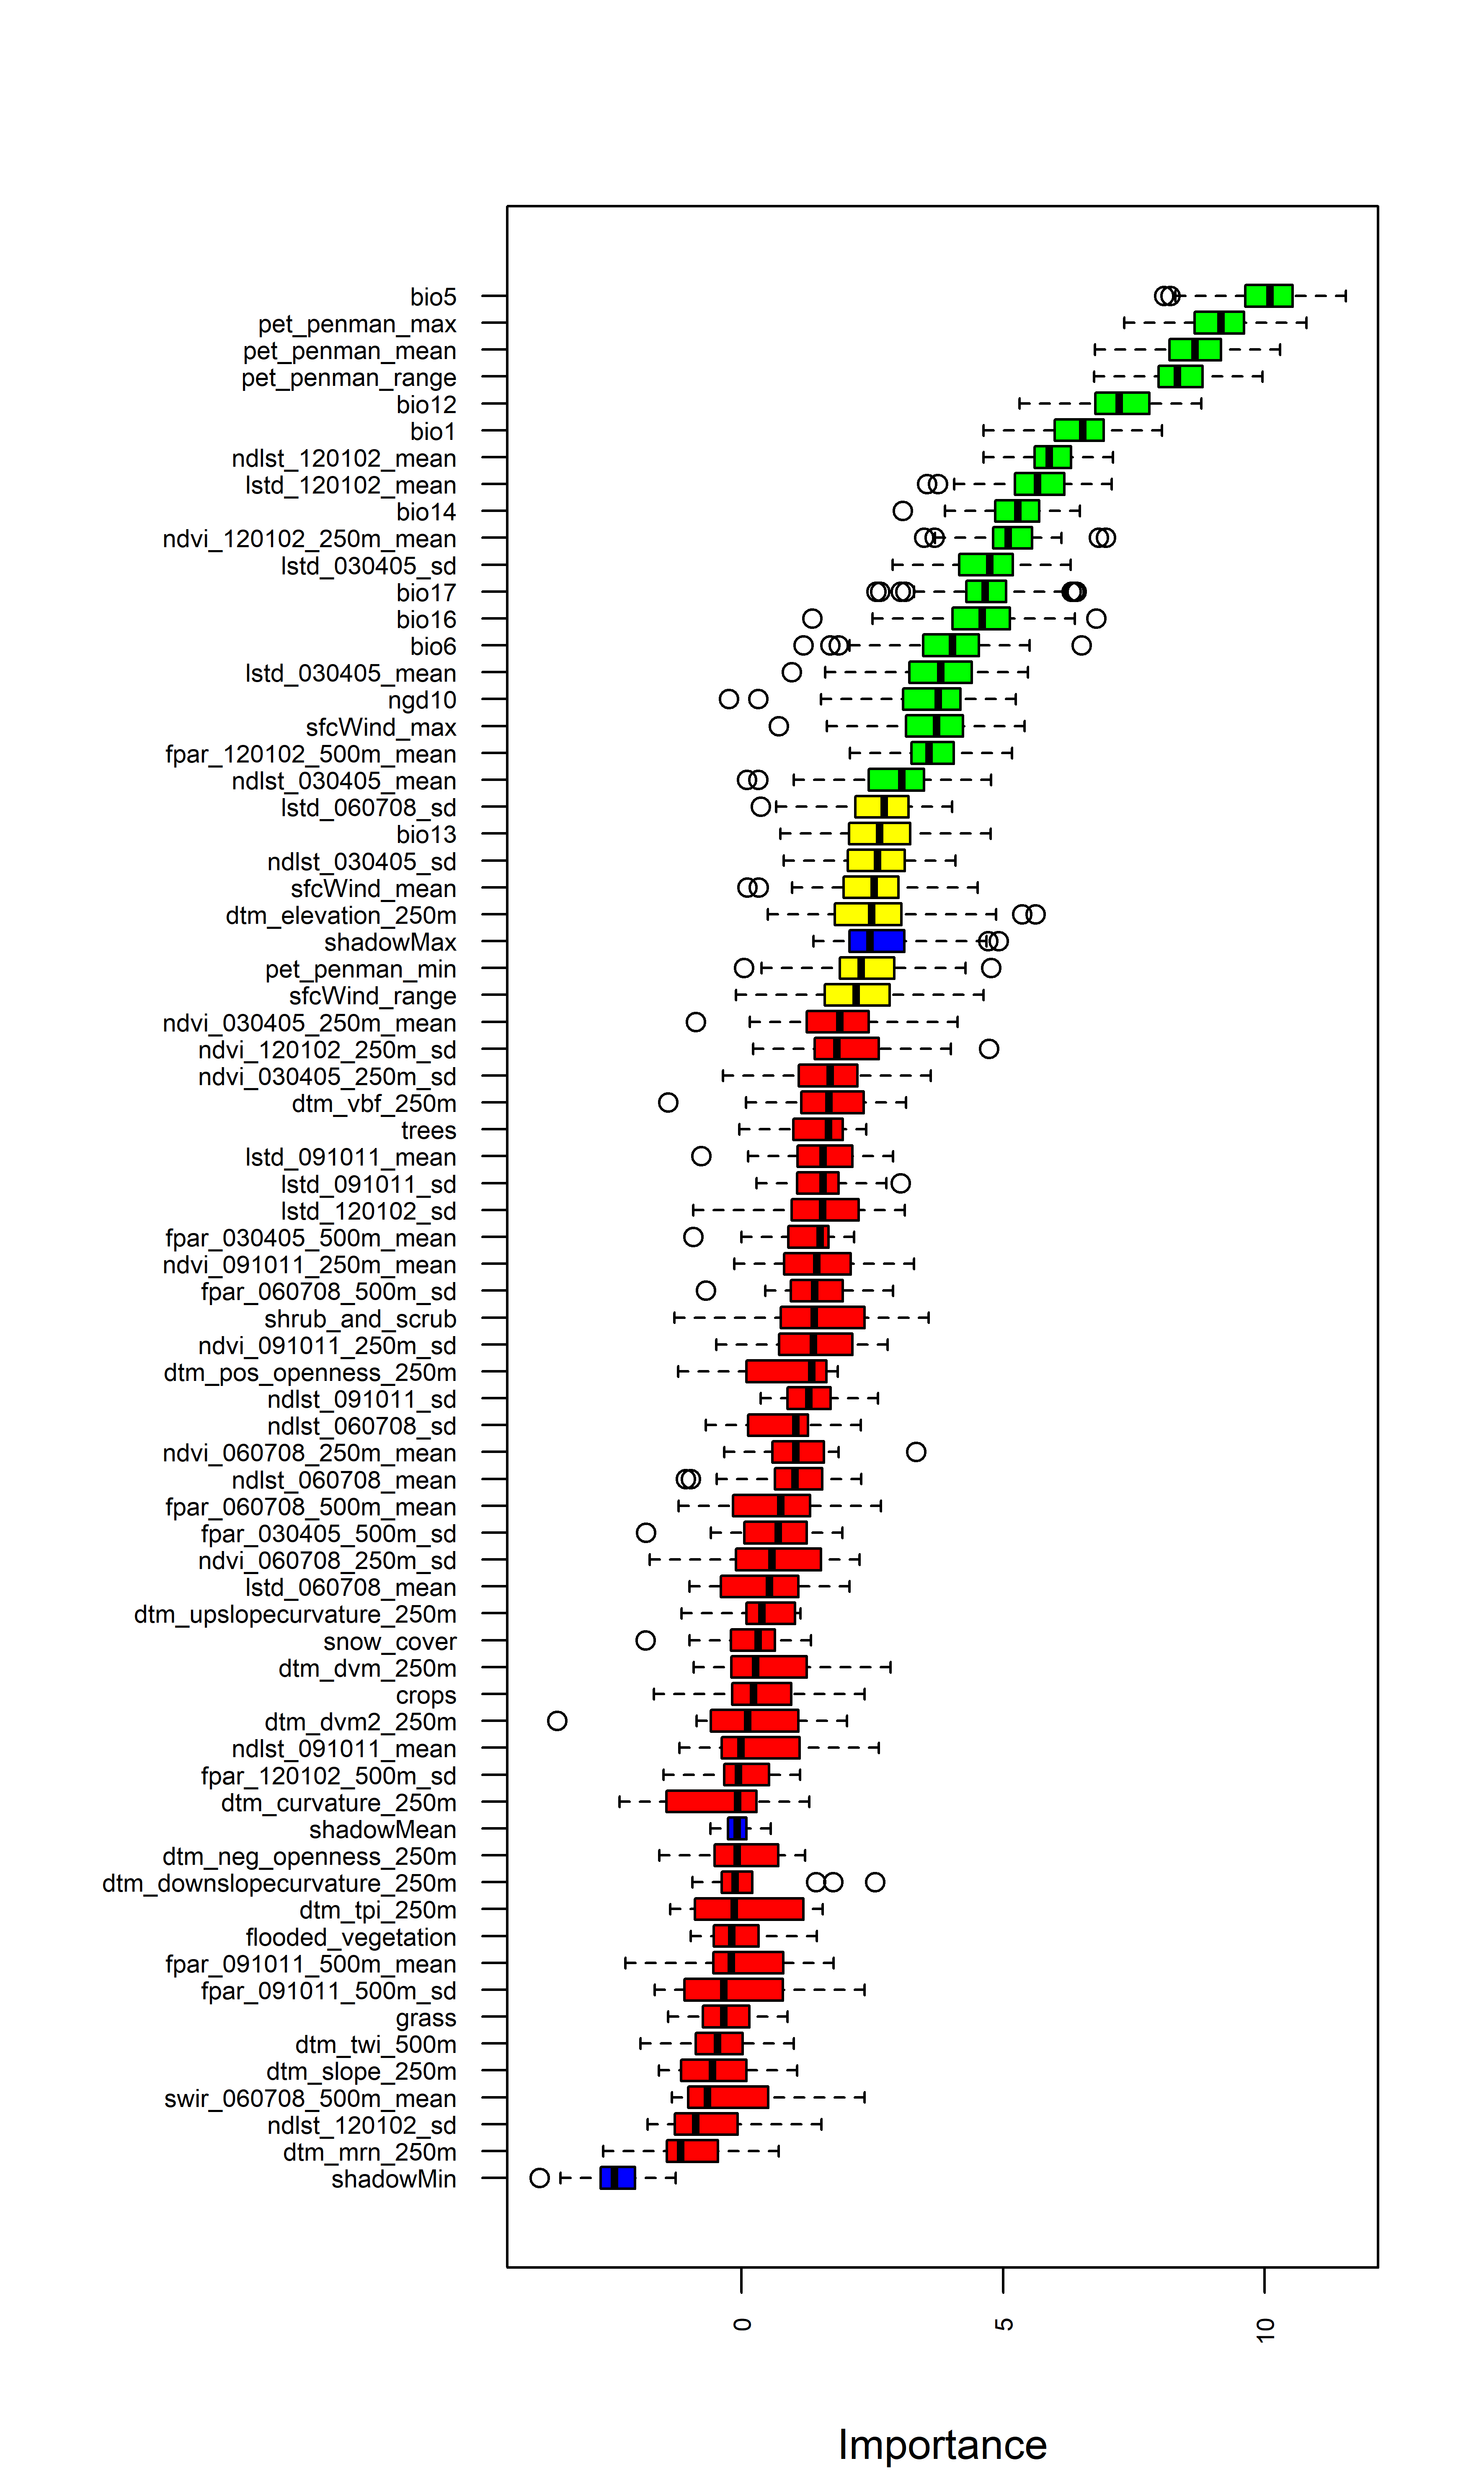 bio5
pet_penman_max
pet_penman_mean
pet_penman_range
bio12
bio1
ndlst_120102_mean
lstd_120102_mean
bio14
ndvi_120102_250m_mean
lstd_030405_sd
bio17
bio16
bio6
lstd_030405_mean
ngd10
sfcWind_max
fpar_120102_500m_mean
ndlst_030405_mean
lstd_060708_sd
bio13
ndlst_030405_sd
sfcWind_mean
dtm_elevation_250m
shadowMax
pet_penman_min
sfcWind_range
ndvi_030405_250m_mean
ndvi_120102_250m_sd
ndvi_030405_250m_sd
dtm_vbf_250m
trees
lstd_091011_mean
lstd_091011_sd
lstd_120102_sd
fpar_030405_500m_mean
ndvi_091011_250m_mean
fpar_060708_500m_sd
shrub_and_scrub
ndvi_091011_250m_sd
dtm_pos_openness_250m
ndlst_091011_sd
ndlst_060708_sd
ndvi_060708_250m_mean
ndlst_060708_mean
fpar_060708_500m_mean
fpar_030405_500m_sd
ndvi_060708_250m_sd
lstd_060708_mean
dtm_upslopecurvature_250m
snow_cover
dtm_dvm_250m
crops
dtm_dvm2_250m
ndlst_091011_mean
fpar_120102_500m_sd
dtm_curvature_250m
shadowMean
dtm_neg_openness_250m
dtm_downslopecurvature_250m
dtm_tpi_250m
flooded_vegetation
fpar_091011_500m_mean
fpar_091011_500m_sd
grass
dtm_twi_500m
dtm_slope_250m
swir_060708_500m_mean
ndlst_120102_sd
dtm_mrn_250m
shadowMin
0
5
10
Importance